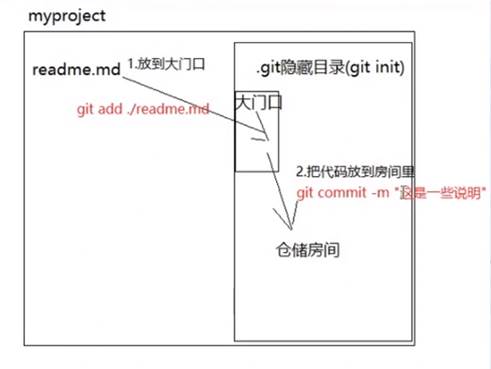 myproject
readme.md
1.放到大门口
.git隐藏目录(git init)
git add ./readme.md
大门口
2.把代码放到房间里
git commit -m "这是一些说明"
仓储房间